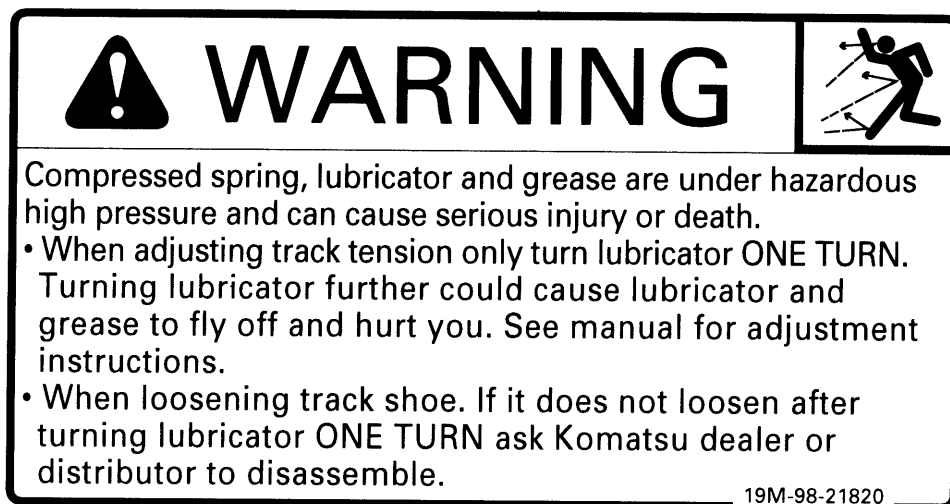 WARNING
Compressed spring, lubricator and grease are under hazardous
high pressure and can cause serious injury or death.
• When adjusting track tension only turn lubricator ONE TURN.
Turning lubricator further could cause lubricator and
grease to fly off and hurt you. See manual for adjustment
instructions.
• When loosening track shoe. If it does not loosen after
turning lubricator ONE TURN ask Komatsu dealer or
distributor to disassemble.
19M-98-21820